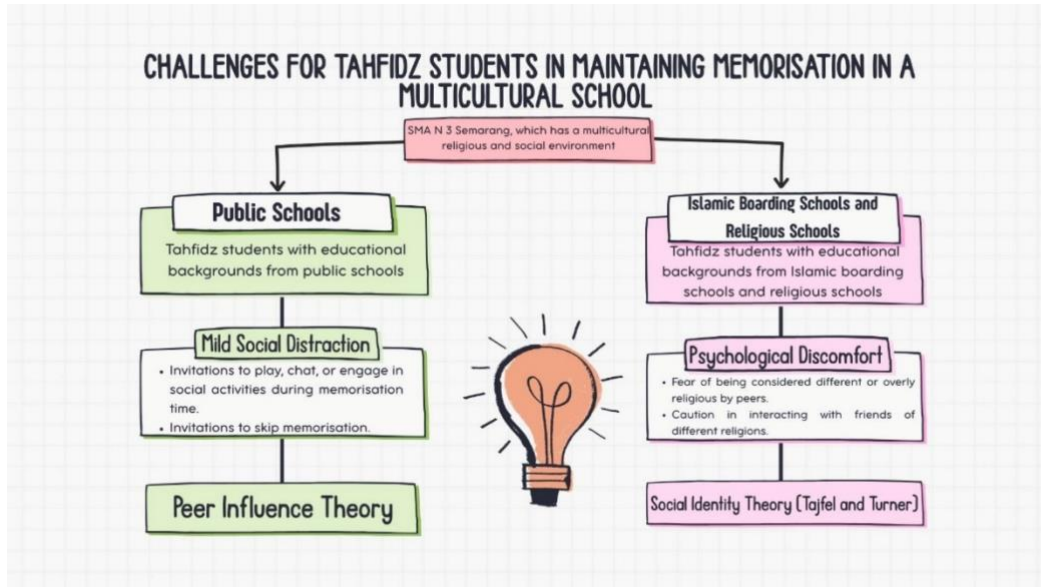 CHALLENGES FOR TAHFIDZ STUDENTS IN MAINTAINING MEMORISATION IN A
MULTICULTURAL SCHOOL
SMA N 3 Semarang, which has a multicultural
religious and social environment
Public Schools
Tahfidz students with educational
backgrounds from public schools
Mild Social Distraction
• Invitations to play, chat, or engage in
social activities during memorisation
time.
• Invitations to skip memorisation.
Peer Influence Theory
Islamic Boarding Schools and
Religious Schools
Tahfidz students with educational
backgrounds from Islamic boarding
schools and religious schools
Psychological Discomfort
• Fear of being considered different or overly
religious by peers.
• Caution in interacting with friends of
different religions.
Social Identity Theory (Tajfel and Turner)